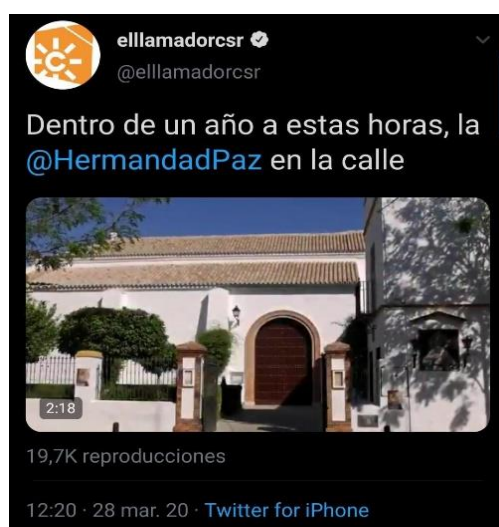 elllamadorcsr
@elllamadorcsr
Dentro de un año a estas horas, la
@HermandadPaz en la calle
2:18
19,7K reproducciones
12:20 · 28 mar. 20 · Twitter for iPhone